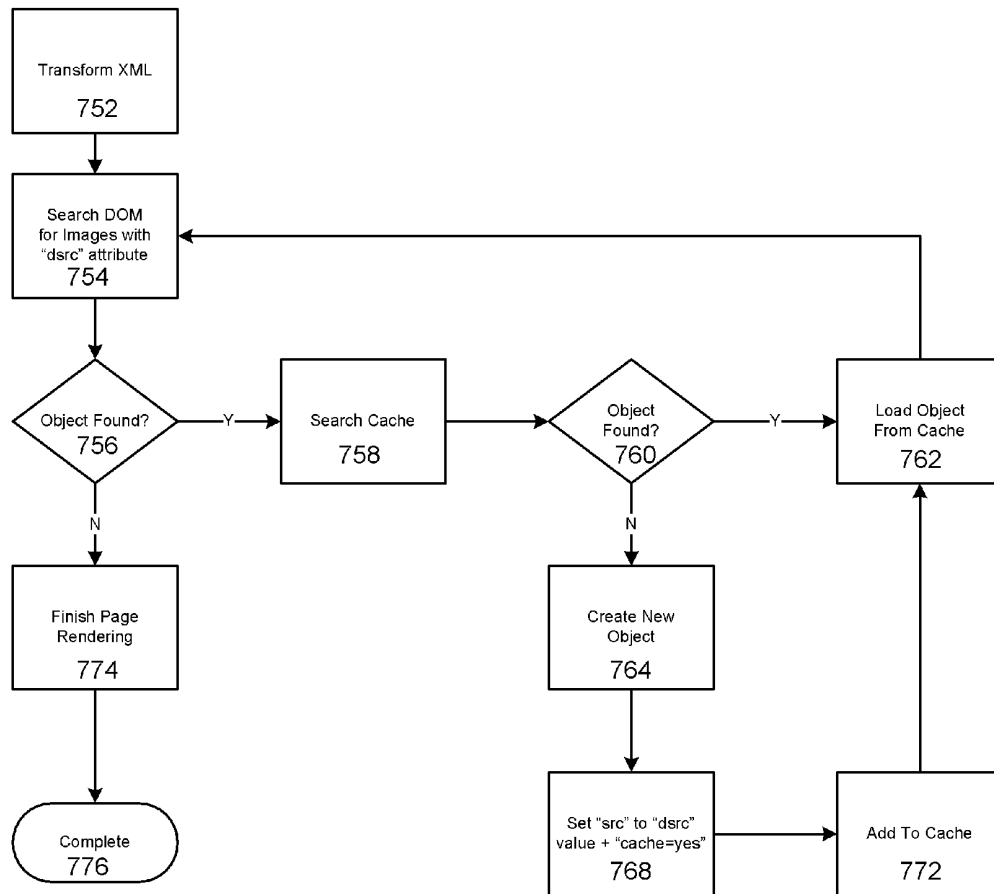 Transform XML
752
Search DOM
for Images with
“dsrc” attribute
754
Object Found?
756
Y
Search Cache
758
Object
Found?
760
Y
Load Object
From Cache
762
N
N
Finish Page
Rendering
774
Create New
Object
764
Complete
776
Set “src” to “dsrc”
value + “cache=yes”
768
Add To Cache
772